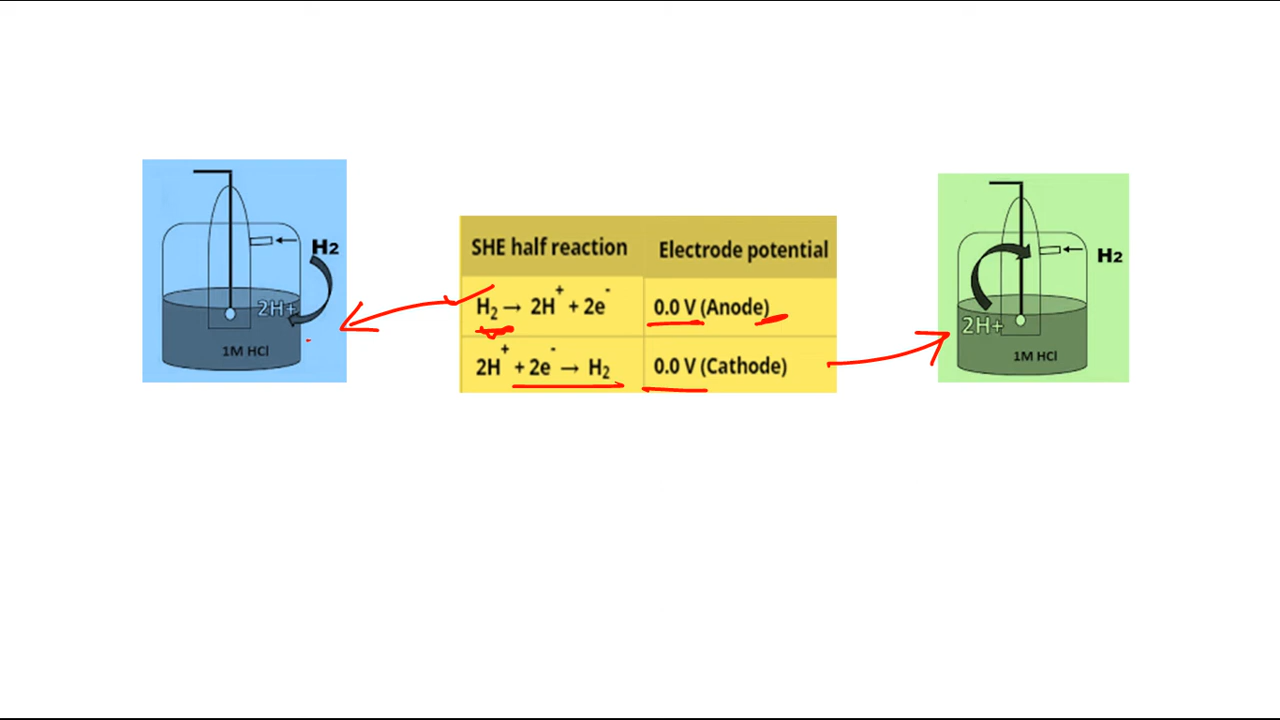 H₂
2H+
1M HCl
SHE half reaction Electrode potential
H₂ → 2H⁺ + 2e⁻ 0.0 V (Anode)
2H⁺ + 2e⁻ → H₂ 0.0 V (Cathode)
H₂
2H+
1M HCl